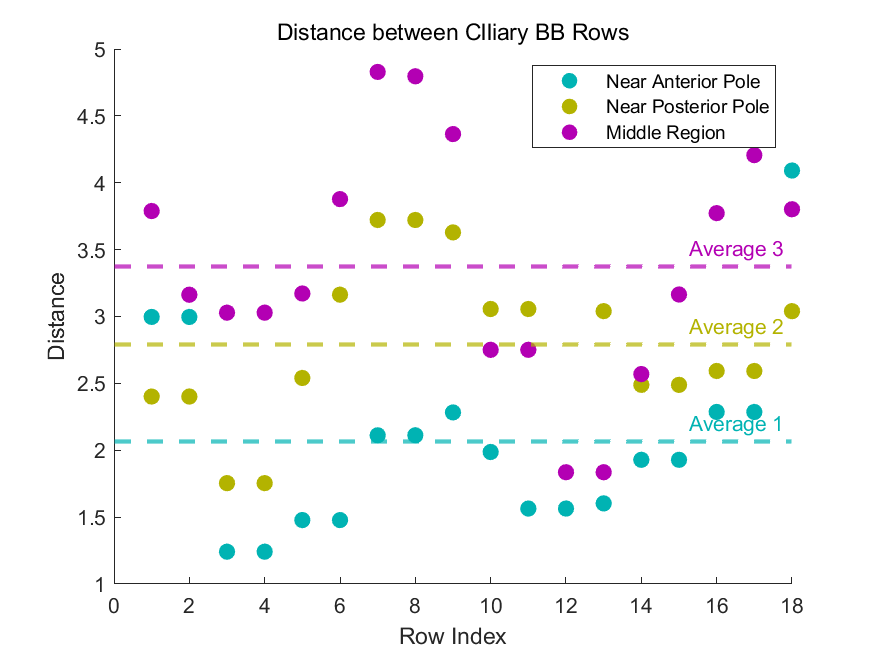 Distance between CIliary BB Rows
5
4.5
4
3.5
3
2.5
2
1.5
1
Distance
Near Anterior Pole
Near Posterior Pole
Middle Region
Average 3
Average 2
Average 1
0 2 4 6 8 10 12 14 16 18
Row Index